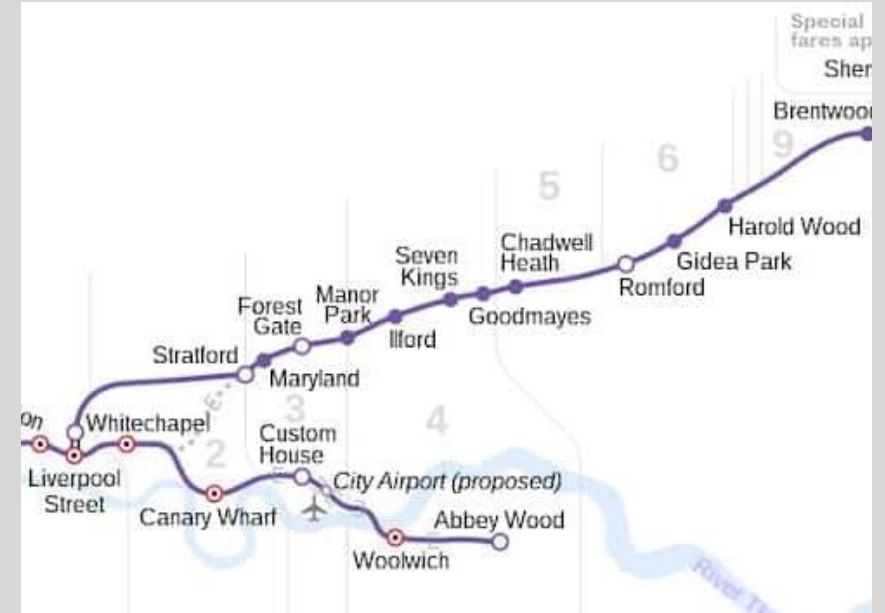 Special
fares ap
Sher
Brentwoo
9
6
5
Harold Wood
Chadwell
Heath
Gidea Park
Seven
Kings
Romford
Manor
Park
Goodmayes
Forest
Gate
Ilford
Stratford
Maryland
3
4
on
Whitechapel
2
Custom
House
Liverpool
Street
City Airport (proposed)
Canary Wharf
Abbey Wood
Woolwich
River T